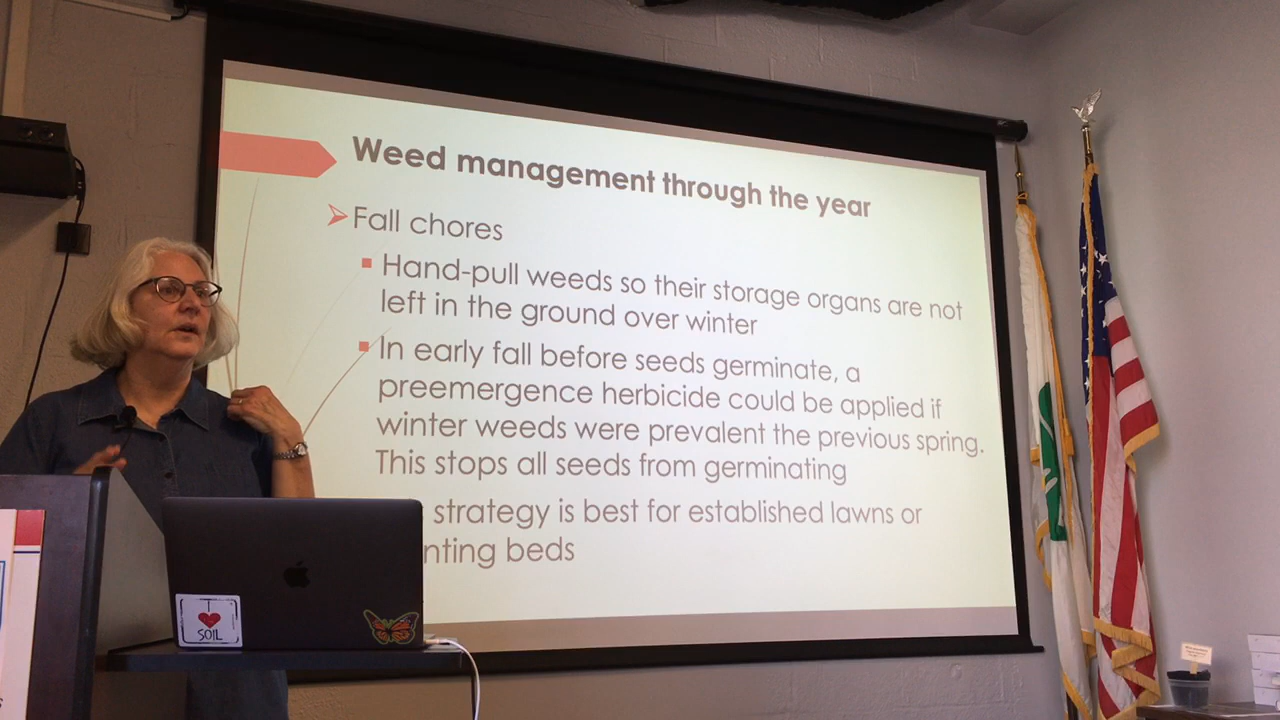 Weed management through the year
Fall chores
Hand-pull weeds so their storage organs are not
left in the ground over winter
In early fall before seeds germinate, a
preemergence herbicide could be applied if
winter weeds were prevalent the previous spring.
This stops all seeds from germinating
strategy is best for established lawns or
nting beds
I
SOIL